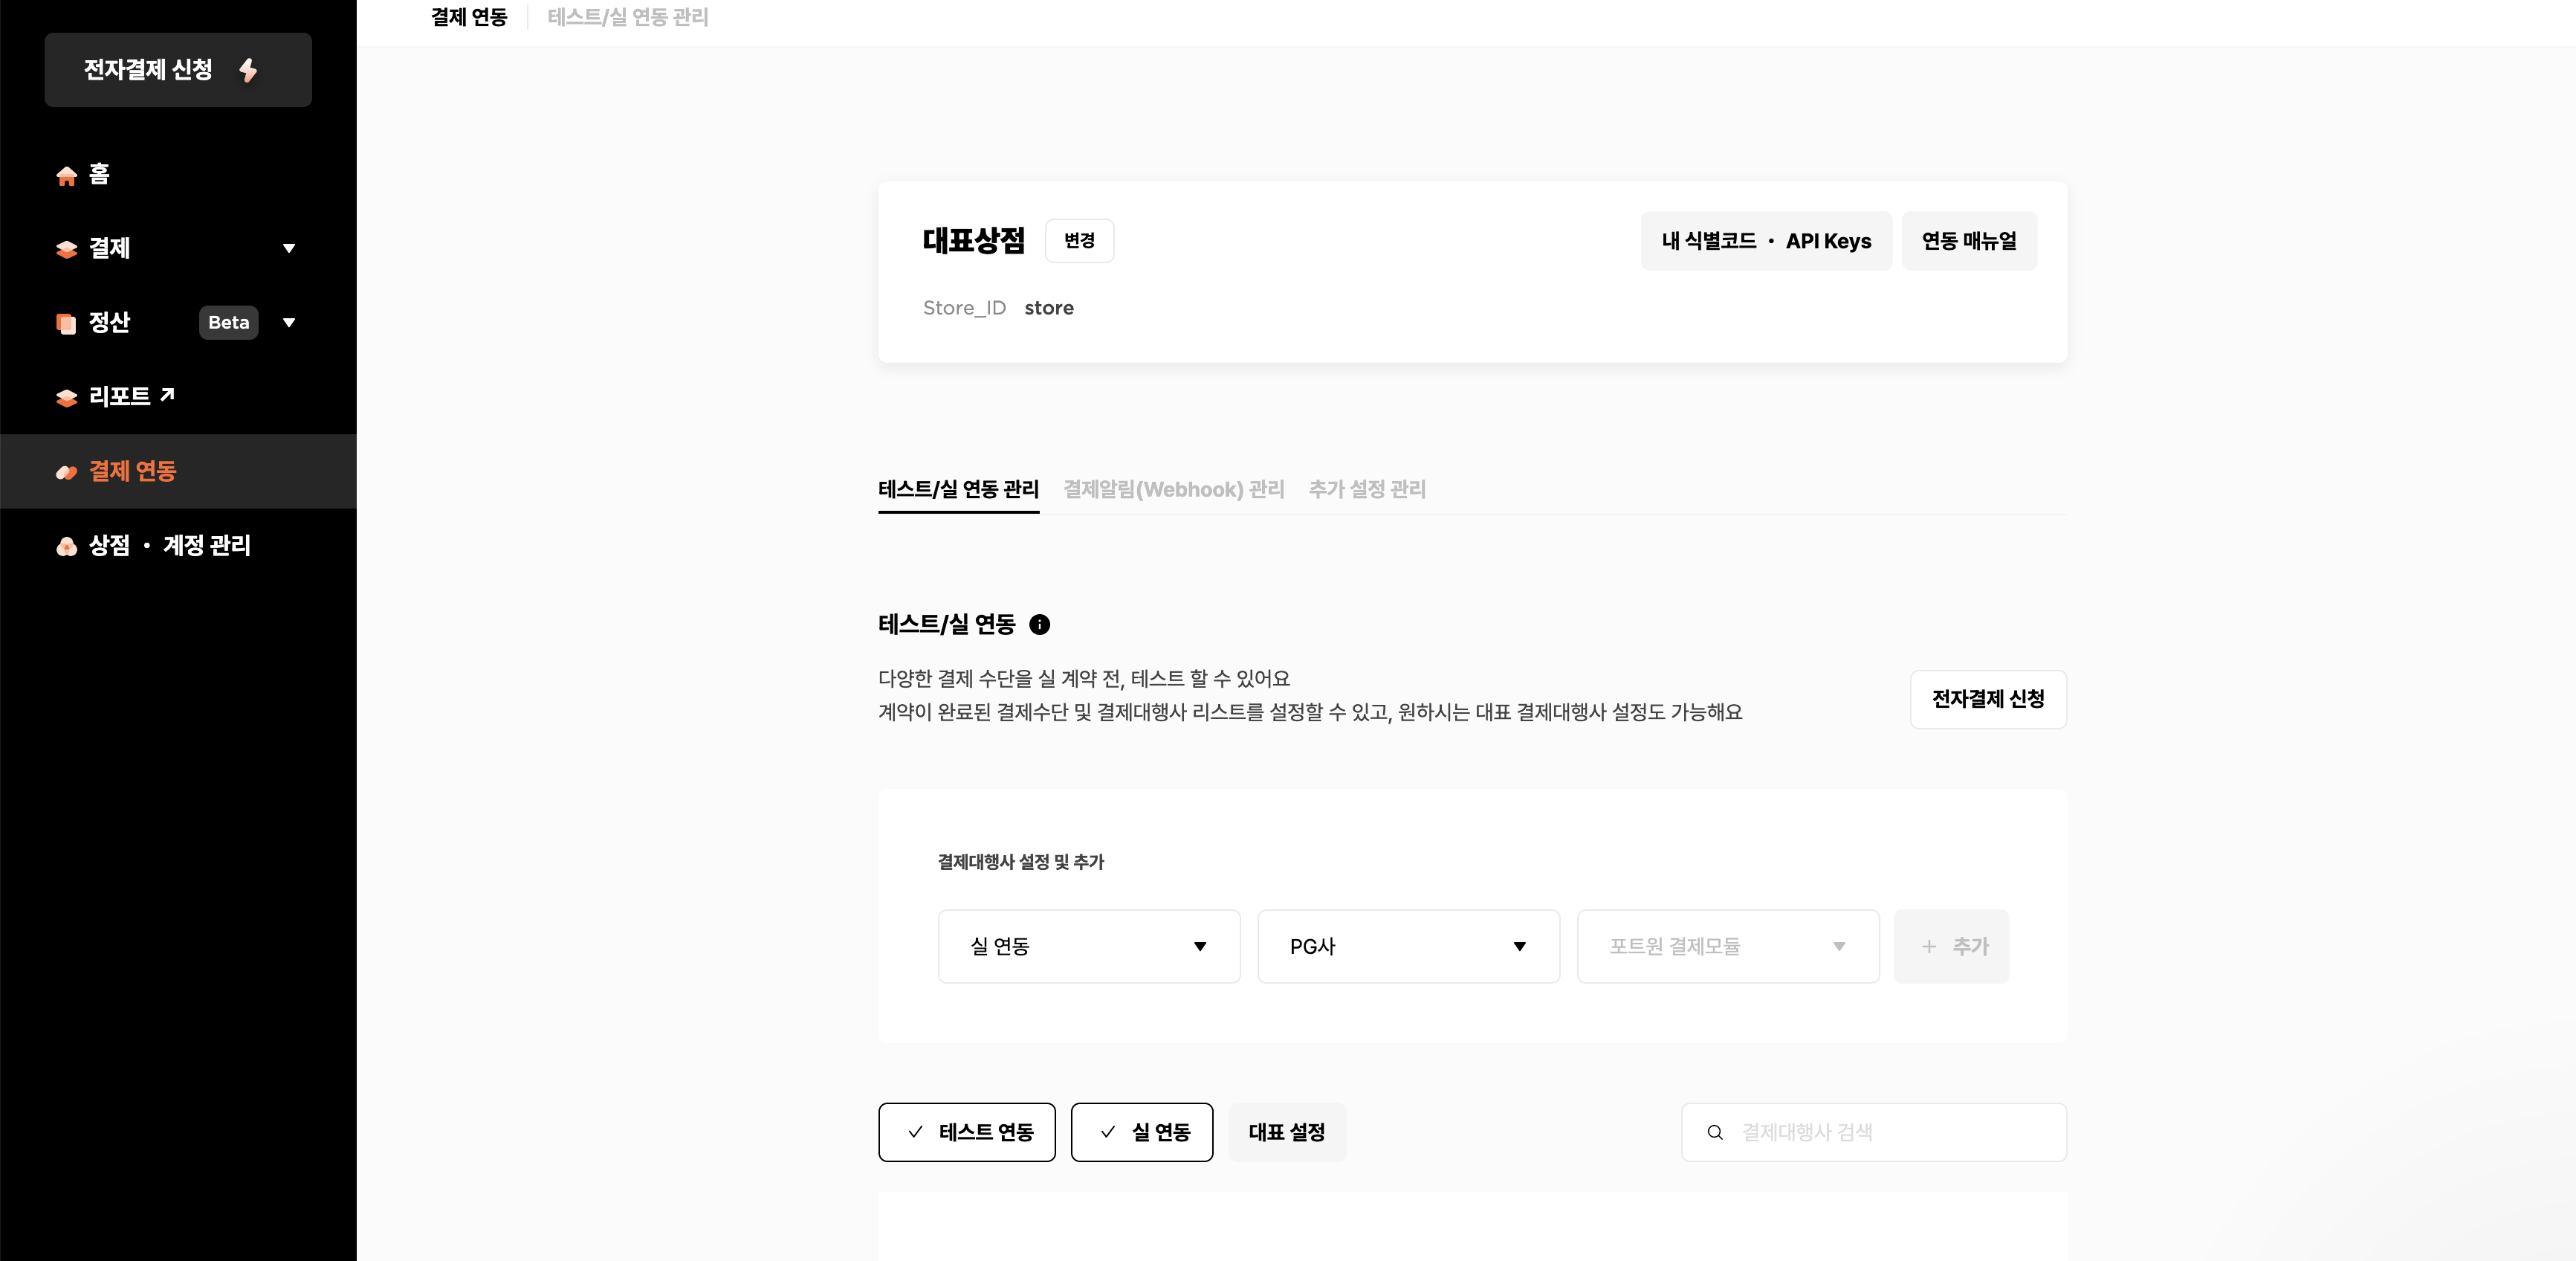 결제 연동
테스트/실 연동 관리
전자결제 신청
홈
결제
정산
Beta
리포트
결제 연동
상점 • 계정 관리
대표상점
변경
내 식별코드 • API Keys
연동 매뉴얼
Store_ID store
테스트/실 연동 관리
결제알림(Webhook) 관리
추가 설정 관리
테스트/실 연동
다양한 결제 수단을 실 계약 전, 테스트 할 수 있어요
계약이 완료된 결제수단 및 결제대행사 리스트를 설정할 수 있고, 원하시는 대표 결제대행사 설정도 가능해요
전자결제 신청
결제대행사 설정 및 추가
실 연동
PG사
포트원 결제모듈
+ 추가
테스트 연동
실 연동
대표 설정
결제대행사 검색